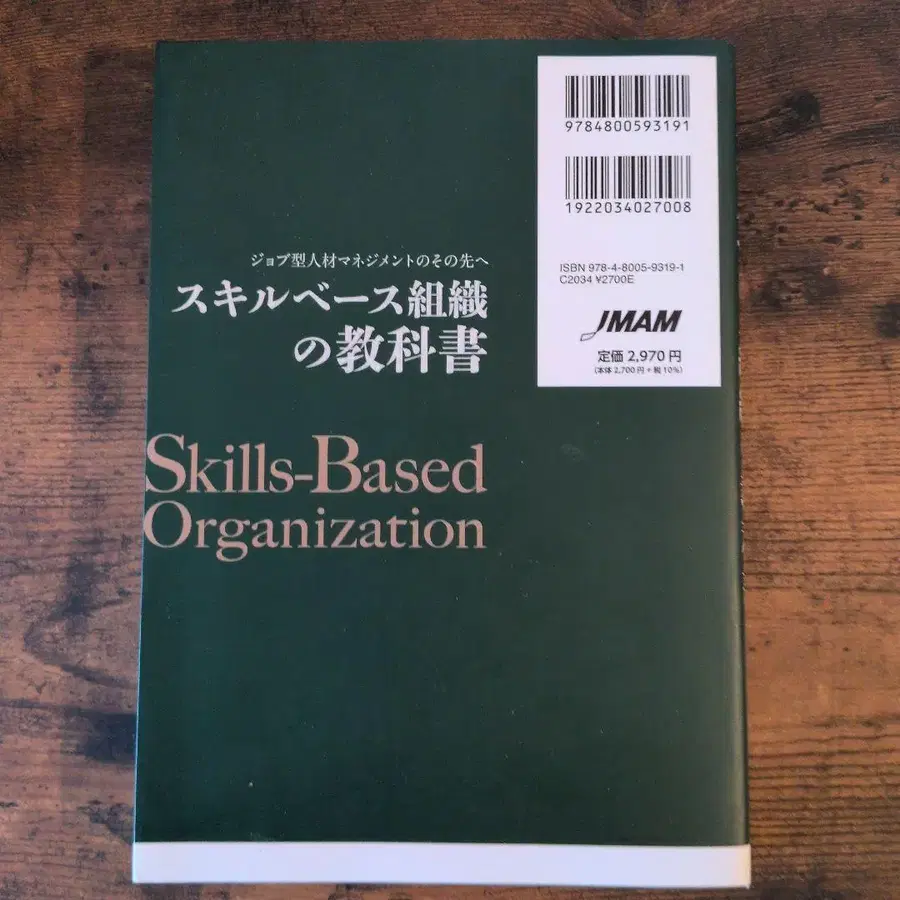 9784800593191
1922034027008
ISBN 978-4-8005-9319-1
C2034 ¥2700E
JMAM
定価 2,970 円
(本体 2,700 円 + 税 10%)
ジョブ型人材マネジメントのその先へ
スキルベース組織
の教科書
Skills-Based
Organization